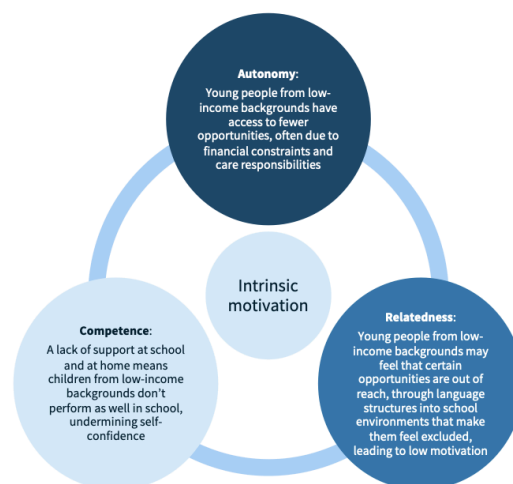 Autonomy:
Young people from low-
income backgrounds have
access to fewer
opportunities, often due to
financial constraints and
care responsibilities
Intrinsic
motivation
Competence:
A lack of support at school
and at home means
children from low-income
backgrounds don't
perform as well in school,
undermining self-
confidence
Relatedness:
Young people from low-
income backgrounds may
feel that certain
opportunities are out of
reach, through language
structures into school
environments that make
them feel excluded,
leading to low motivation